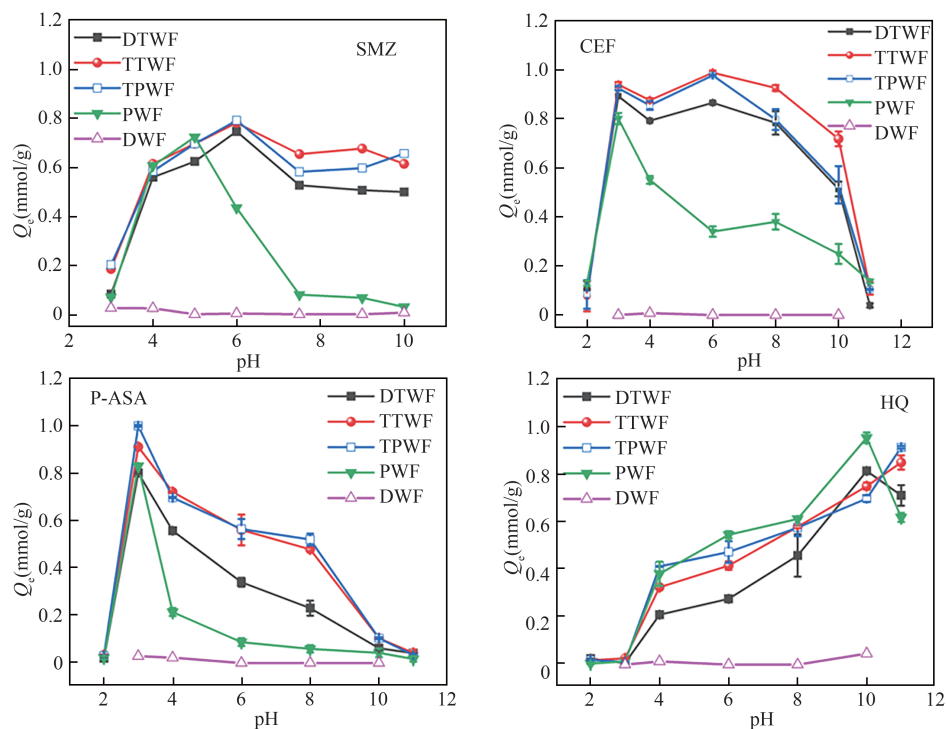 1.2
1.0
0.8
0.6
0.4
0.2
0
Qe(mmol/g)
DTWF
TTWF
TPWF
PWF
DWF
SMZ
2 4 6 8 10
pH
1.2
1.0
0.8
0.6
0.4
0.2
0
Qe(mmol/g)
CEF
DTWF
TTWF
TPWF
PWF
DWF
2 4 6 8 10 12
pH
1.2
1.0
0.8
0.6
0.4
0.2
0
Qe(mmol/g)
P-ASA
DTWF
TTWF
TPWF
PWF
DWF
2 4 6 8 10 12
pH
1.2
1.0
0.8
0.6
0.4
0.2
0
Qe(mmol/g)
DTWF
TTWF
TPWF
PWF
DWF
HQ
2 4 6 8 10 12
pH